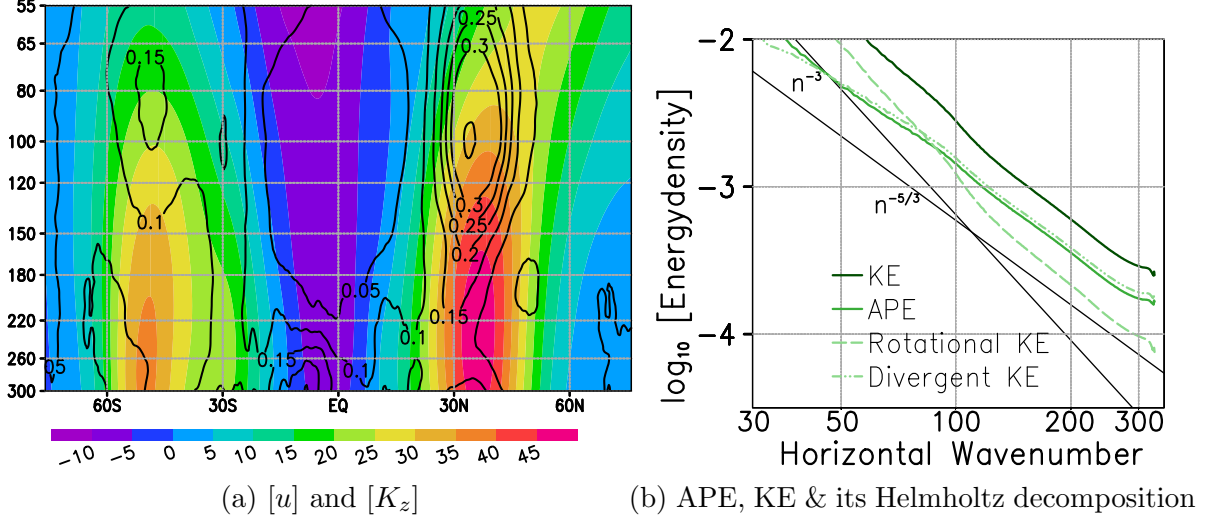 55
65
80
100
120
150
180
220
260
300
0.15
0.1
0.25
0.3
0.3
0.25
0.2
0.15
0.05
0.15
0.1
0.1
05
60S 30S EQ 30N 60N
-10 -5 0 5 10 15 20 25 30 35 40 45
(a) [u] and [K_z]
log₁₀ [Energydensity]
-2
-3
-4
n⁻³
n⁻⁵/³
KE
APE
Rotational KE
Divergent KE
30 50 100 200 300
Horizontal Wavenumber
(b) APE, KE & its Helmholtz decomposition